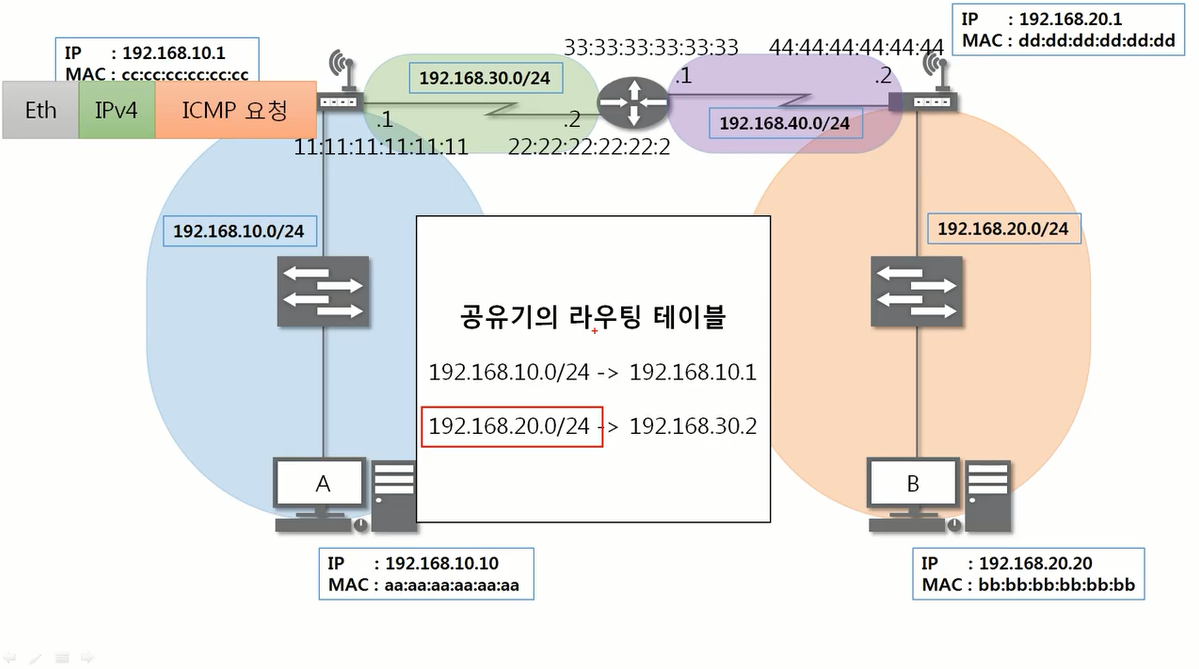 IP : 192.168.10.1
MAC : cc:cc:cc:cc:cc:cc
Eth
IPv4
ICMP 요청
192.168.30.0/24
.1
.2
11:11:11:11:11:11
22:22:22:22:22:2
33:33:33:33:33:33
44:44:44:44:44:44
.1
.2
192.168.40.0/24
IP : 192.168.20.1
MAC : dd:dd:dd:dd:dd:dd
192.168.10.0/24
192.168.20.0/24
공유기의 라우팅 테이블
192.168.10.0/24 -> 192.168.10.1
192.168.20.0/24 -> 192.168.30.2
A
B
IP : 192.168.10.10
MAC : aa:aa:aa:aa:aa:aa
IP : 192.168.20.20
MAC : bb:bb:bb:bb:bb:bb